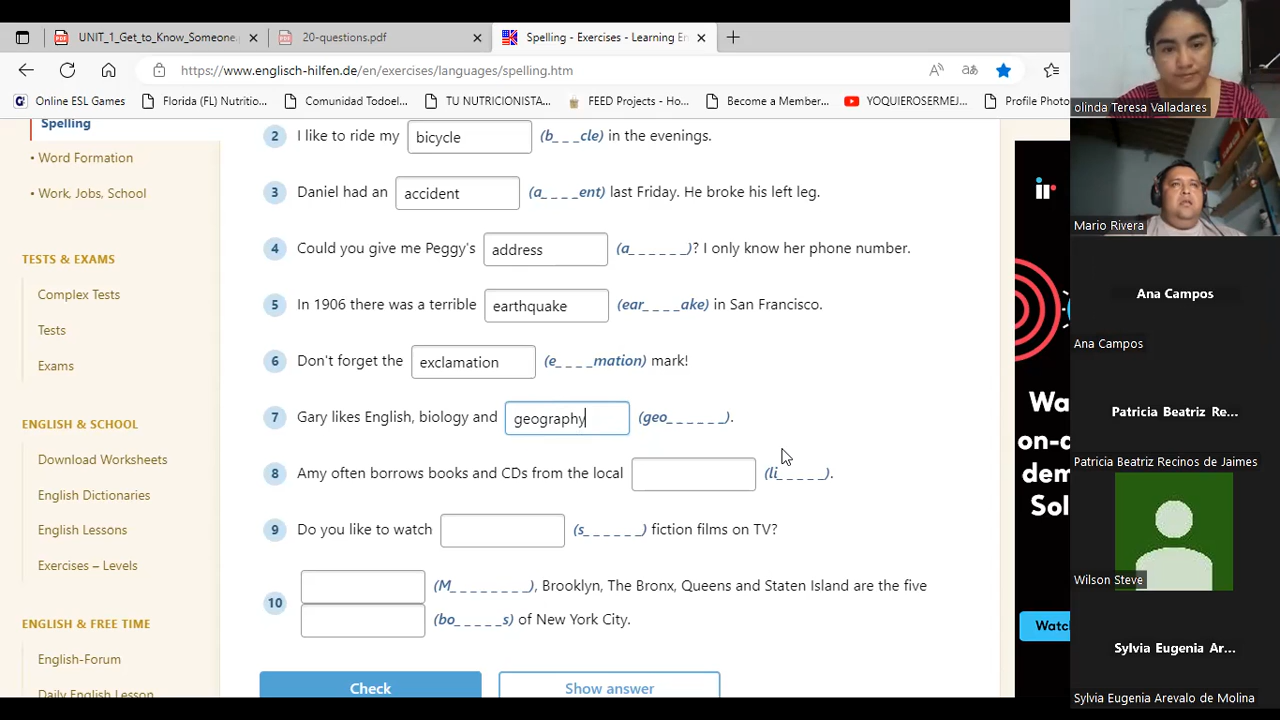 UNIT_1_Get_to_Know_Someone.
20-questions.pdf
Spelling - Exercises - Learning En
https://www.englisch-hilfen.de/en/exercises/languages/spelling.htm
Online ESL Games
Florida (FL) Nutritio...
Comunidad Todoel...
TU NUTRICIONISTA...
FEED Projects - Ho...
Become a Member...
YOQUIEROSERMEJ...
Profile Photo
Spelling
• Word Formation
• Work, Jobs, School
TESTS & EXAMS
Complex Tests
Tests
Exams
ENGLISH & SCHOOL
Download Worksheets
English Dictionaries
English Lessons
Exercises – Levels
ENGLISH & FREE TIME
English-Forum
Daily English Lesson
2 I like to ride my bicycle (b_ _ _cle) in the evenings.
3 Daniel had an accident (a_ _ _ _ent) last Friday. He broke his left leg.
4 Could you give me Peggy's address (a_ _ _ _ _ _)? I only know her phone number.
5 In 1906 there was a terrible earthquake (ear_ _ _ _ake) in San Francisco.
6 Don't forget the exclamation (e_ _ _ _mation) mark!
7 Gary likes English, biology and geography (geo_ _ _ _ _ _).
8 Amy often borrows books and CDs from the local (li_ _ _ _ _).
9 Do you like to watch (s_ _ _ _ _ _) fiction films on TV?
10 (M_ _ _ _ _ _ _ _), Brooklyn, The Bronx, Queens and Staten Island are the five
(bo_ _ _ _ _s) of New York City.
Check
Show answer
ir
Wa
on-d
dem
Sol
Watc
olinda Teresa Valladares
Mario Rivera
Ana Campos
Ana Campos
Patricia Beatriz Re...
Patricia Beatriz Recinos de Jaimes
Wilson Steve
Sylvia Eugenia Ar...
Sylvia Eugenia Arevalo de Molina